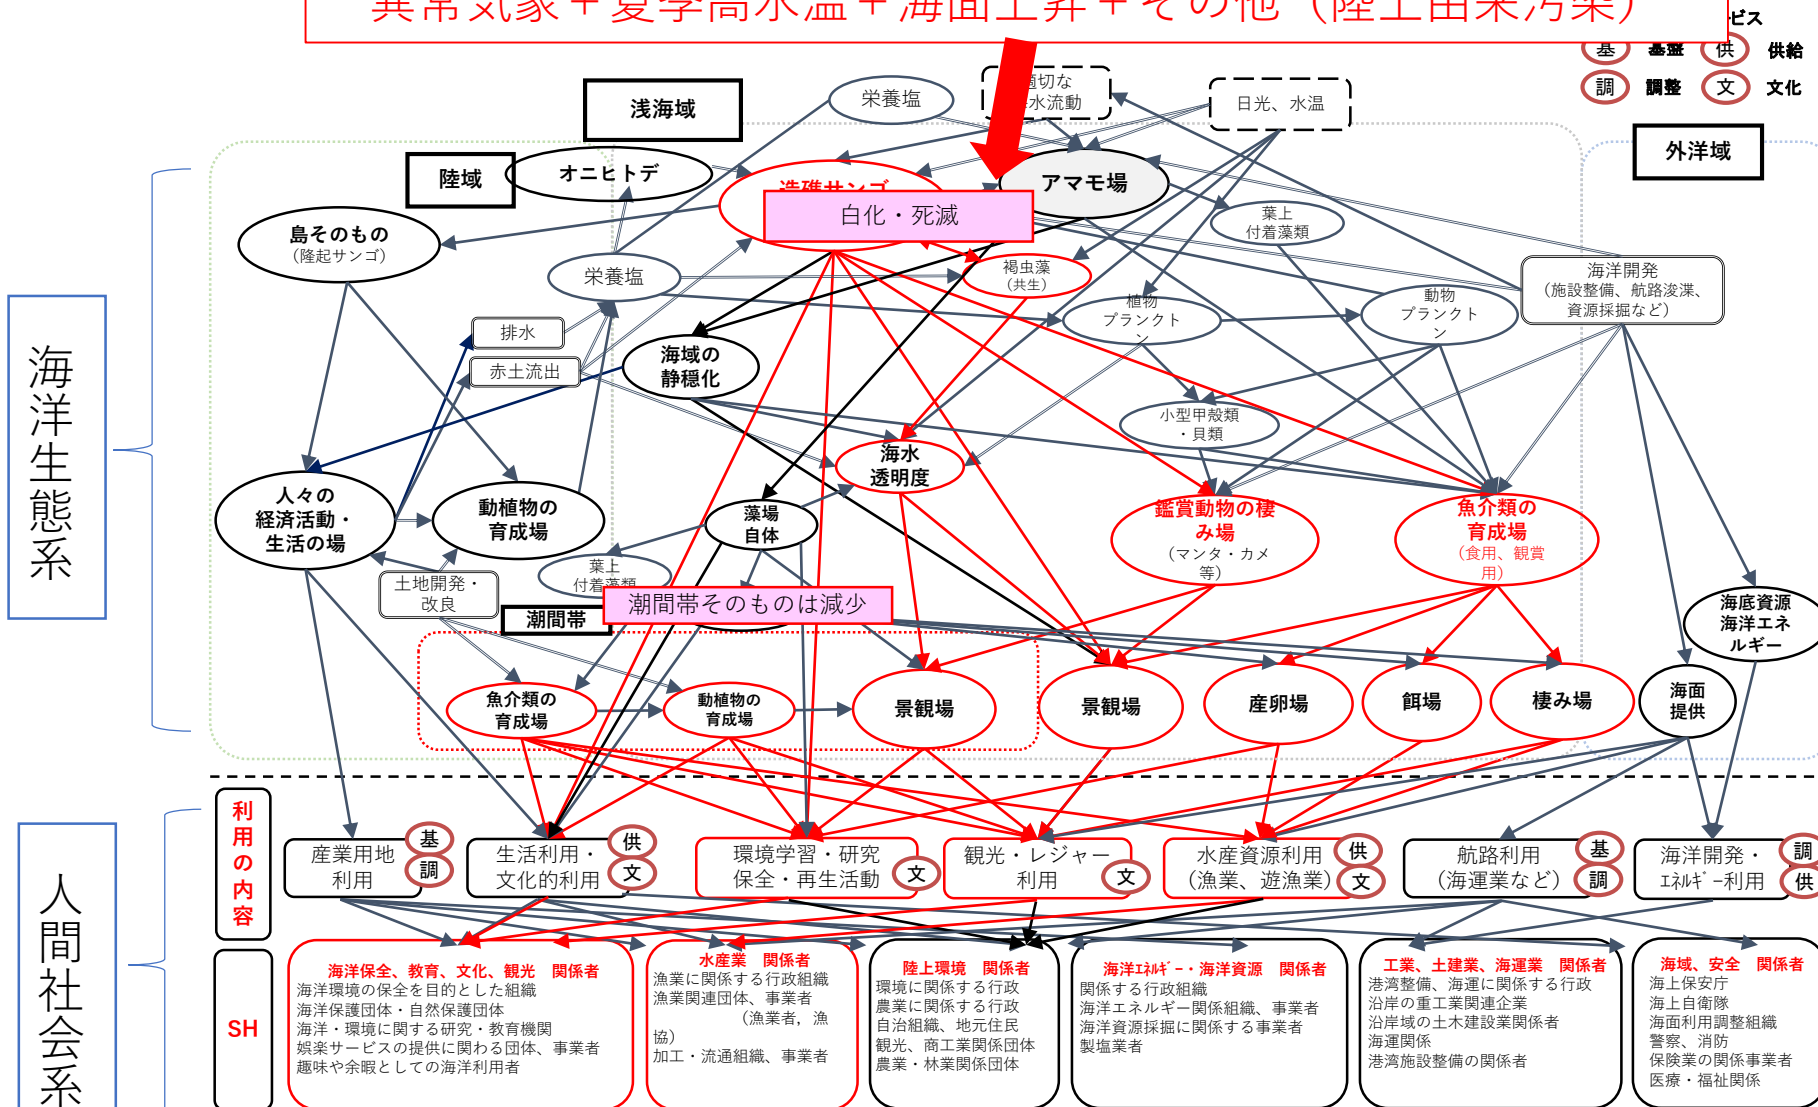 異常気象＋夏季高水温＋海面上昇＋その他（陸上由来汚染）
ビス
基 基盤 供 供給
調 調整 文 文化
浅海域
栄養塩
適切な
水流動
日光、水温
外洋域
陸域
オニヒトデ
造礁サンゴ
アマモ場
白化・死滅
葉上
付着藻類
島そのもの
（隆起サンゴ）
栄養塩
褐虫藻
（共生）
植物
プランクト
ン
動物
プランクト
ン
海洋開発
（施設整備、航路浚渫、
資源採掘など）
排水
赤土流出
海域の
静穏化
小型甲殻類
・貝類
海水
透明度
海洋生態系
人々の
経済活動・
生活の場
動植物の
育成場
藻場
自体
鑑賞動物の棲
み場
（マンタ・カメ
等）
魚介類の
育成場
（食用、観賞
用）
土地開発・
改良
葉上
付着藻類
潮間帯そのものは減少
潮間帯
海底資源
海洋エネ
ルギー
魚介類の
育成場
動植物の
育成場
景観場
景観場
産卵場
餌場
棲み場
海面
提供
人間社会系
利用の内容
産業用地
利用
基
調
生活利用・
文化的利用
供
文
環境学習・研究
保全・再生活動
文
観光・レジャー
利用
文
水産資源利用
（漁業、遊漁業）
供
文
航路利用
（海運業など）
基
調
海洋開発・
ｴﾈﾙｷﾞｰ利用
調
供
SH
海洋保全、教育、文化、観光　関係者
海洋環境の保全を目的とした組織
海洋保護団体・自然保護団体
海洋・環境に関する研究・教育機関
娯楽サービスの提供に関わる団体、事業者
趣味や余暇としての海洋利用者
水産業　関係者
漁業に関係する行政組織
漁業関連団体、事業者
（漁業者，漁
協）
加工・流通組織、事業者
陸上環境　関係者
環境に関する行政
農業に関係する行政
自治組織、地元住民
観光、商工業関係団体
農業・林業関係団体
海洋ｴﾈﾙｷﾞｰ・海洋資源　関係者
関係する行政組織
海洋エネルギー関係組織、事業者
海洋資源採掘に関係する事業者
製塩業者
工業、土建業、海運業　関係者
港湾整備、海運に関係する行政
沿岸の重工業関連企業
沿岸域の土木建設業関係者
海運関係
港湾施設整備の関係者
海域、安全　関係者
海上保安庁
海上自衛隊
海面利用調整組織
警察、消防
保険業の関係事業者
医療・福祉関係